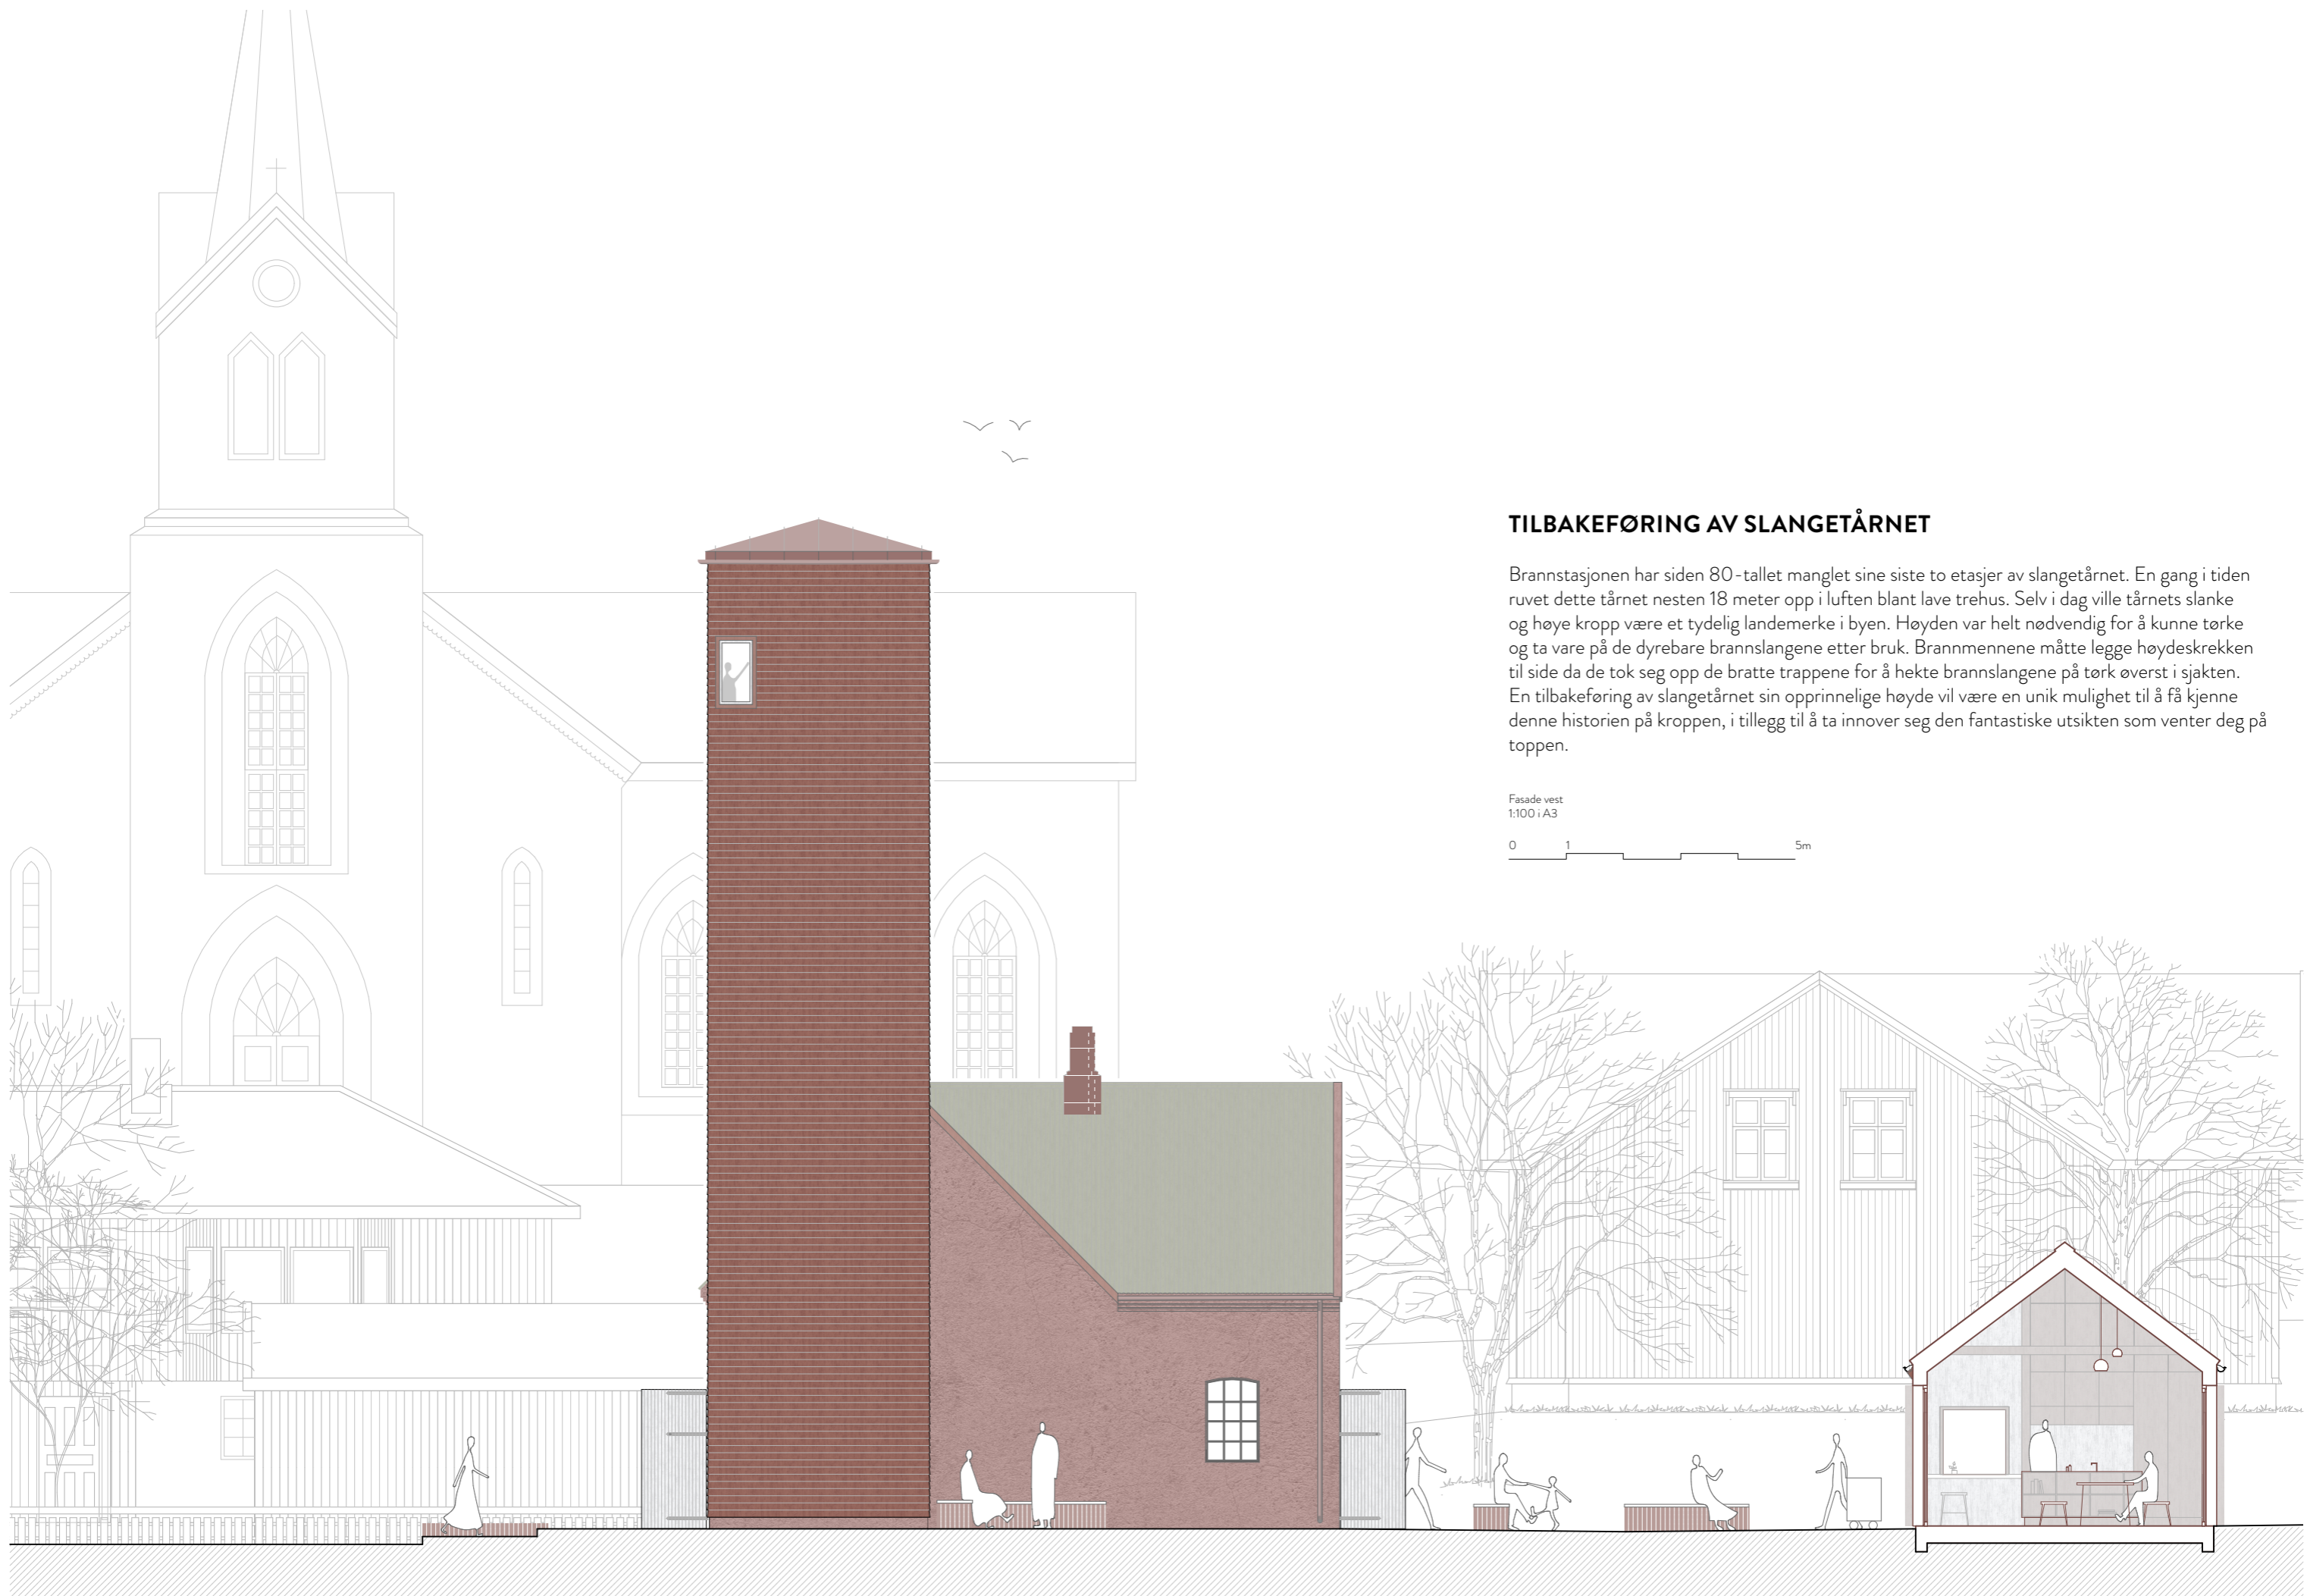 TILBAKEFØRING AV SLANGETÅRNET
Brannstasjonen har siden 80-tallet manglet sine siste to etasjer av slangetårnet. En gang i tiden
ruvet dette tårnet nesten 18 meter opp i luften blant lave trehus. Selv i dag ville tårnets slanke
og høye kropp være et tydelig landemerke i byen. Høyden var helt nødvendig for å kunne tørke
og ta vare på de dyrebare brannslangene etter bruk. Brannmennene måtte legge høydeskrekken
til side da de tok seg opp de bratte trappene for å hekte brannslangene på tørk øverst i sjakten.
En tilbakeføring av slangetårnet sin opprinnelige høyde vil være en unik mulighet til å få kjenne
denne historien på kroppen, i tillegg til å ta innover seg den fantastiske utsikten som venter deg på
toppen.
Fasade vest
1:100 i A3
0 1 5m